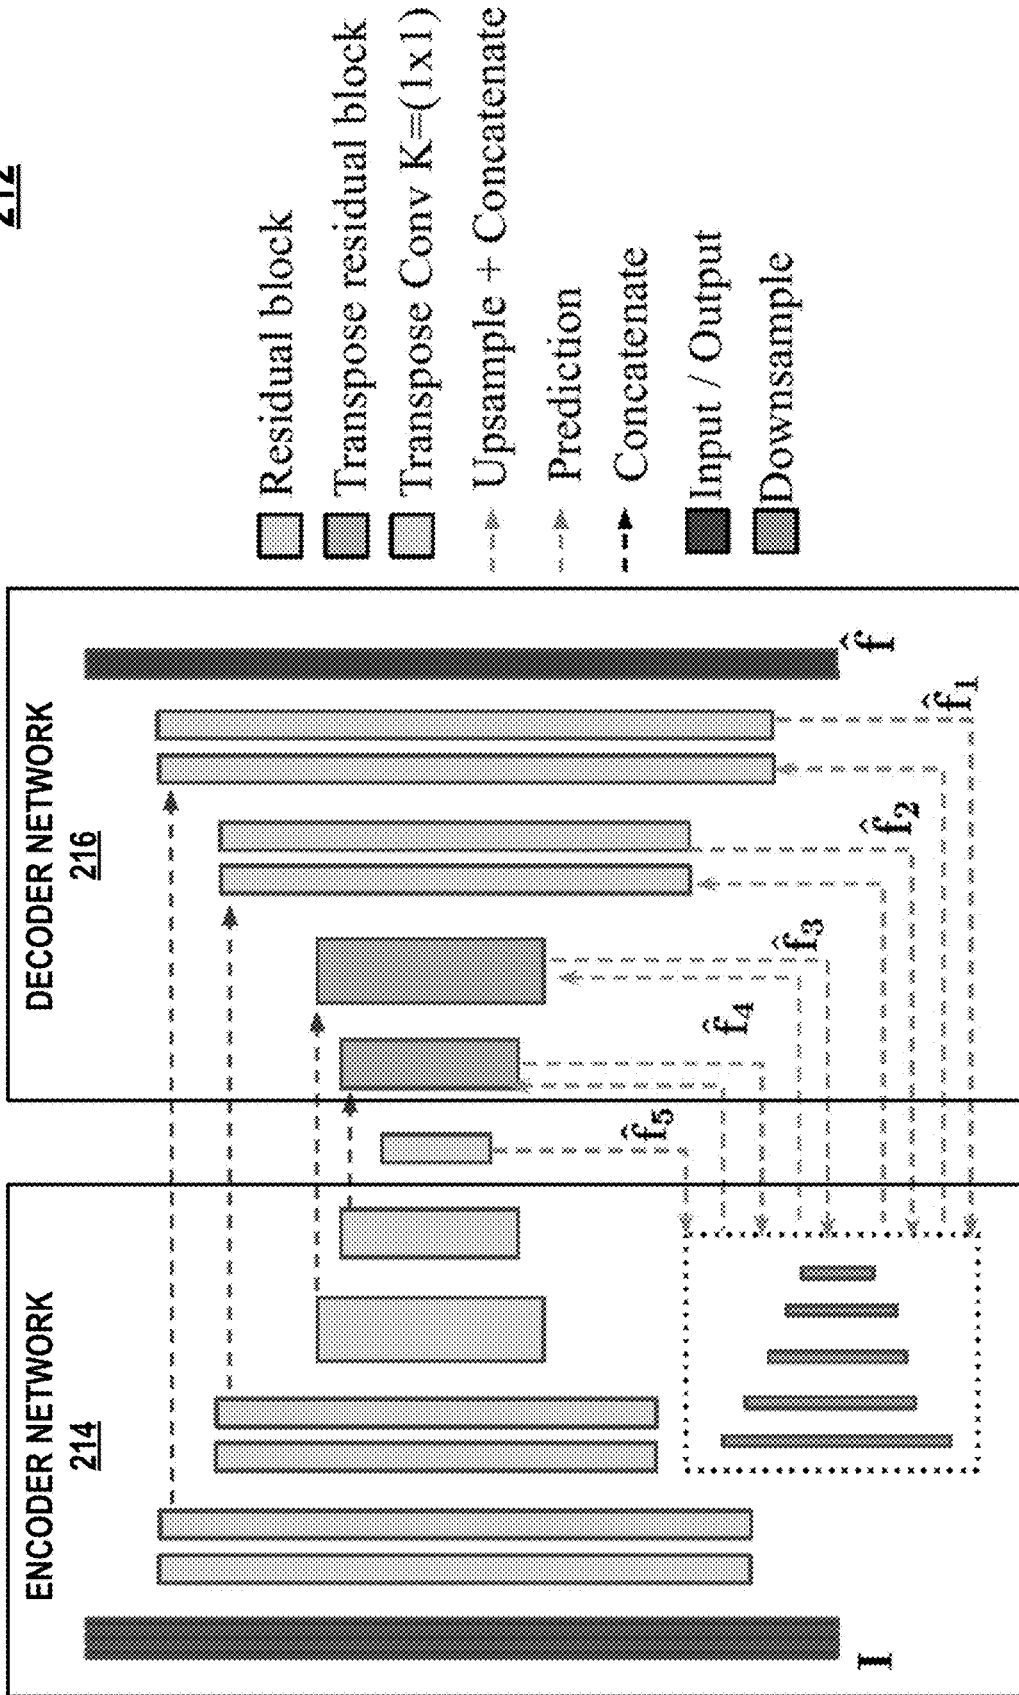 212
ENCODER NETWORK
214
DECODER NETWORK
216
I
f̂₅
f̂₄
f̂₃
f̂₂
f̂₁
f̂
Residual block
Transpose residual block
Transpose Conv K=(1x1)
Upsample + Concatenate
Prediction
Concatenate
Input / Output
Downsample